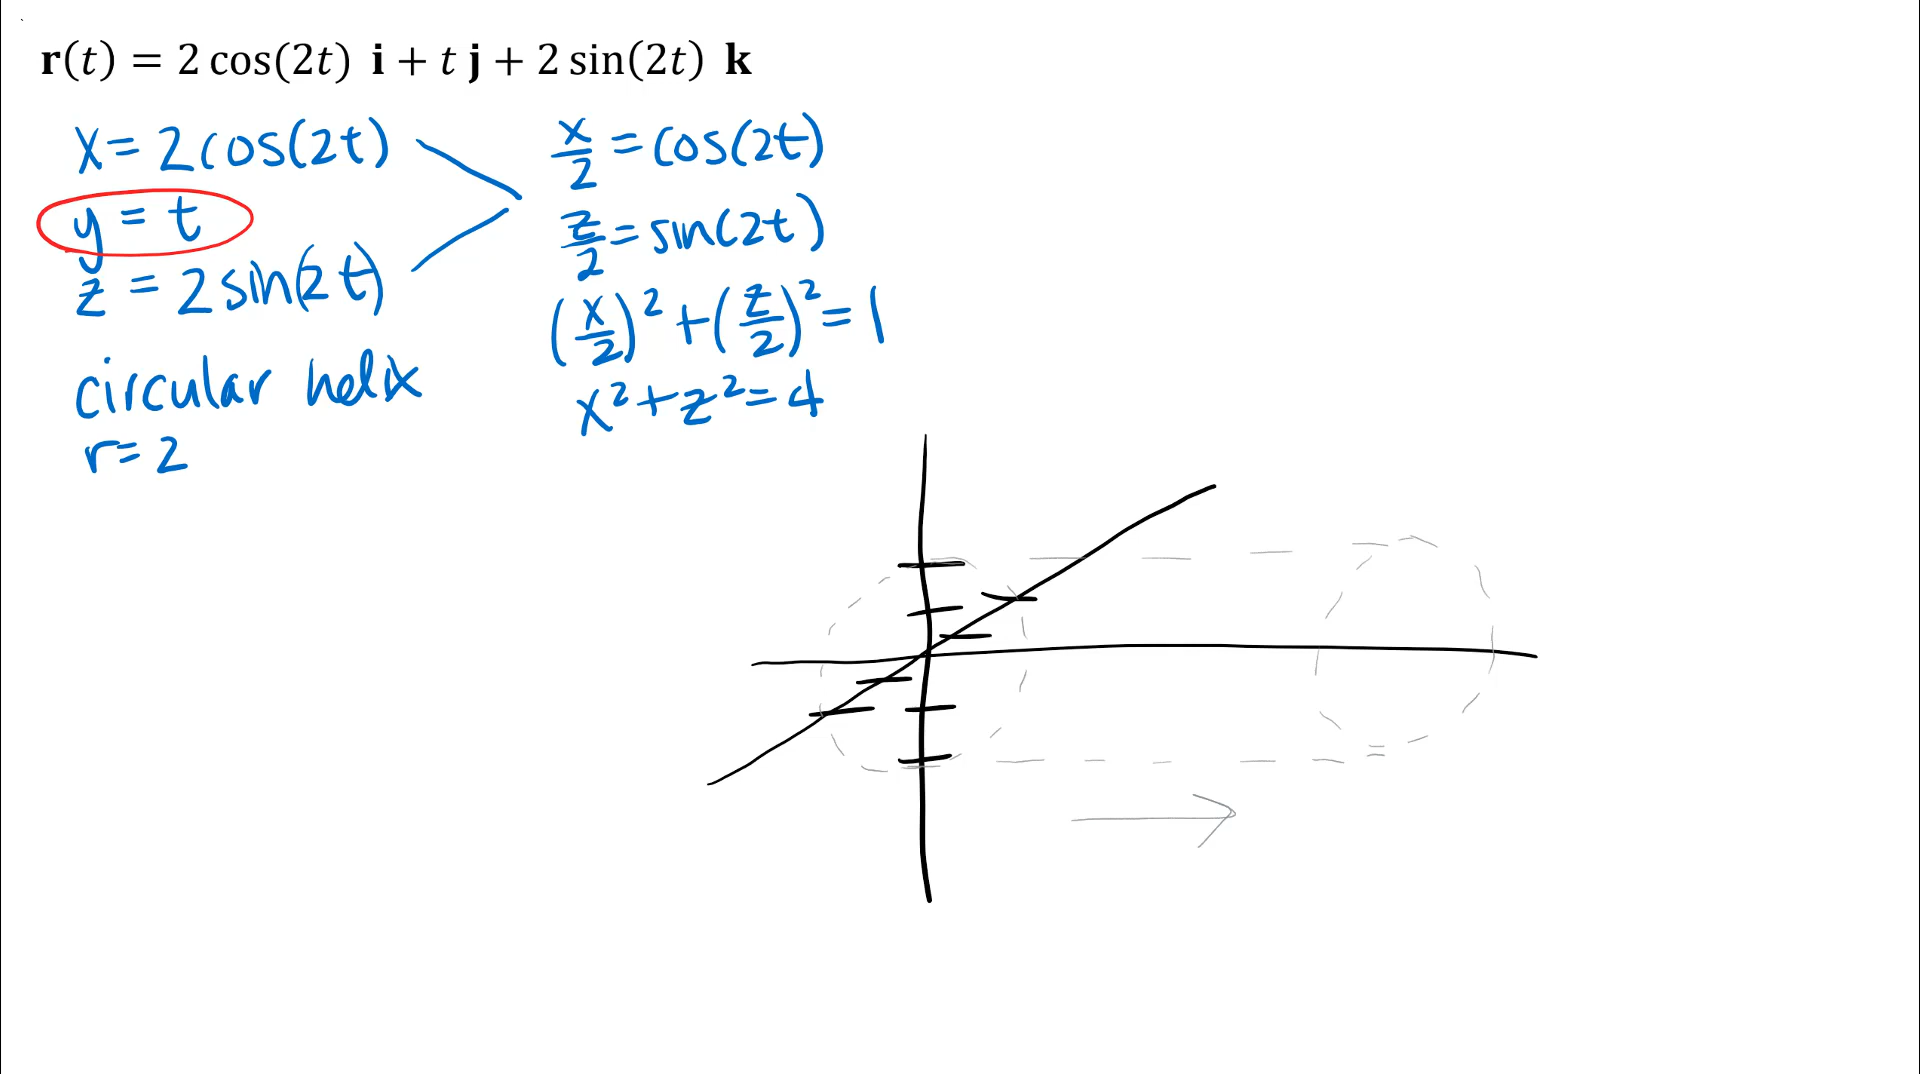 r(t) = 2 cos(2t) i + t j + 2 sin(2t) k
x = 2cos(2t)
y = t
z = 2sin(2t)
circular helix
r = 2
x/2 = cos(2t)
z/2 = sin(2t)
(x/2)² + (z/2)² = 1
x² + z² = 4